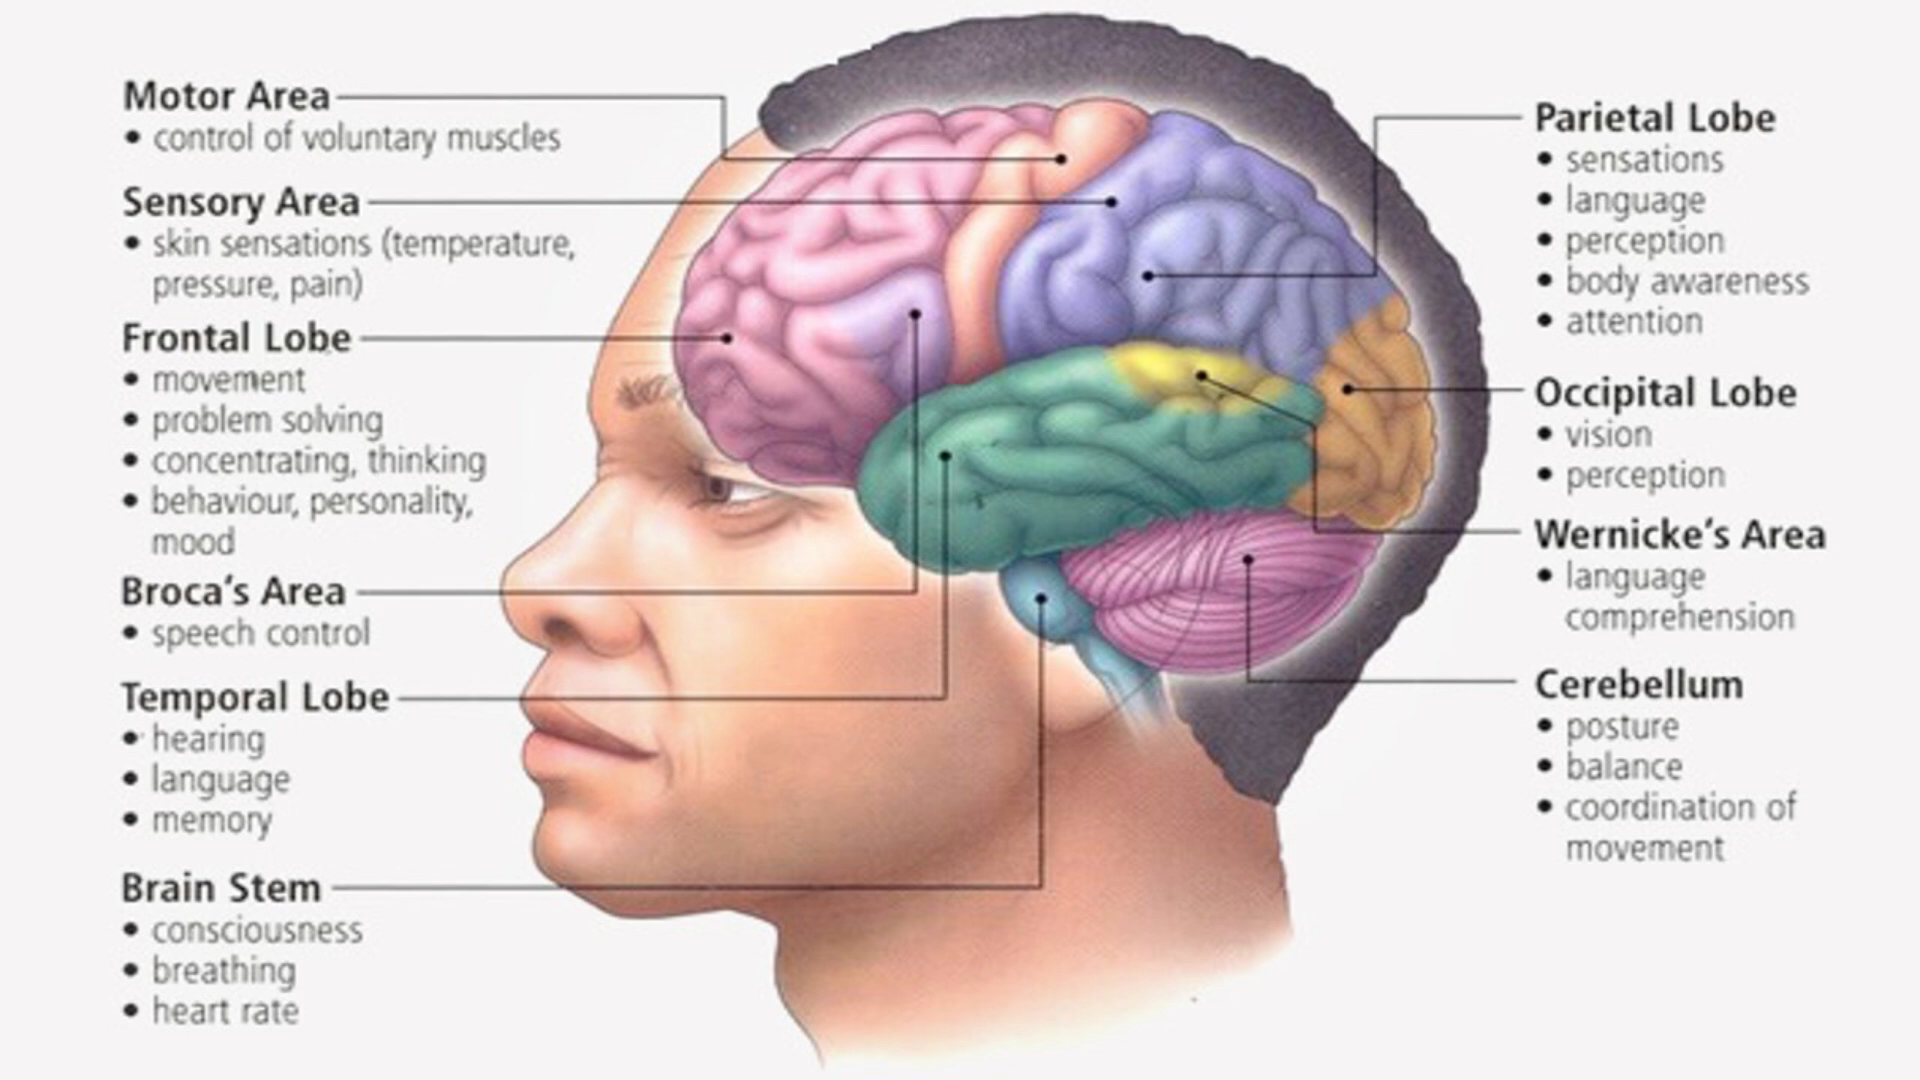 Motor Area
• control of voluntary muscles
Sensory Area
• skin sensations (temperature,
pressure, pain)
Frontal Lobe
• movement
• problem solving
• concentrating, thinking
• behaviour, personality,
mood
Broca's Area
• speech control
Temporal Lobe
• hearing
• language
• memory
Brain Stem
• consciousness
• breathing
• heart rate
Parietal Lobe
• sensations
• language
• perception
• body awareness
• attention
Occipital Lobe
• vision
• perception
Wernicke's Area
• language
comprehension
Cerebellum
• posture
• balance
• coordination of
movement